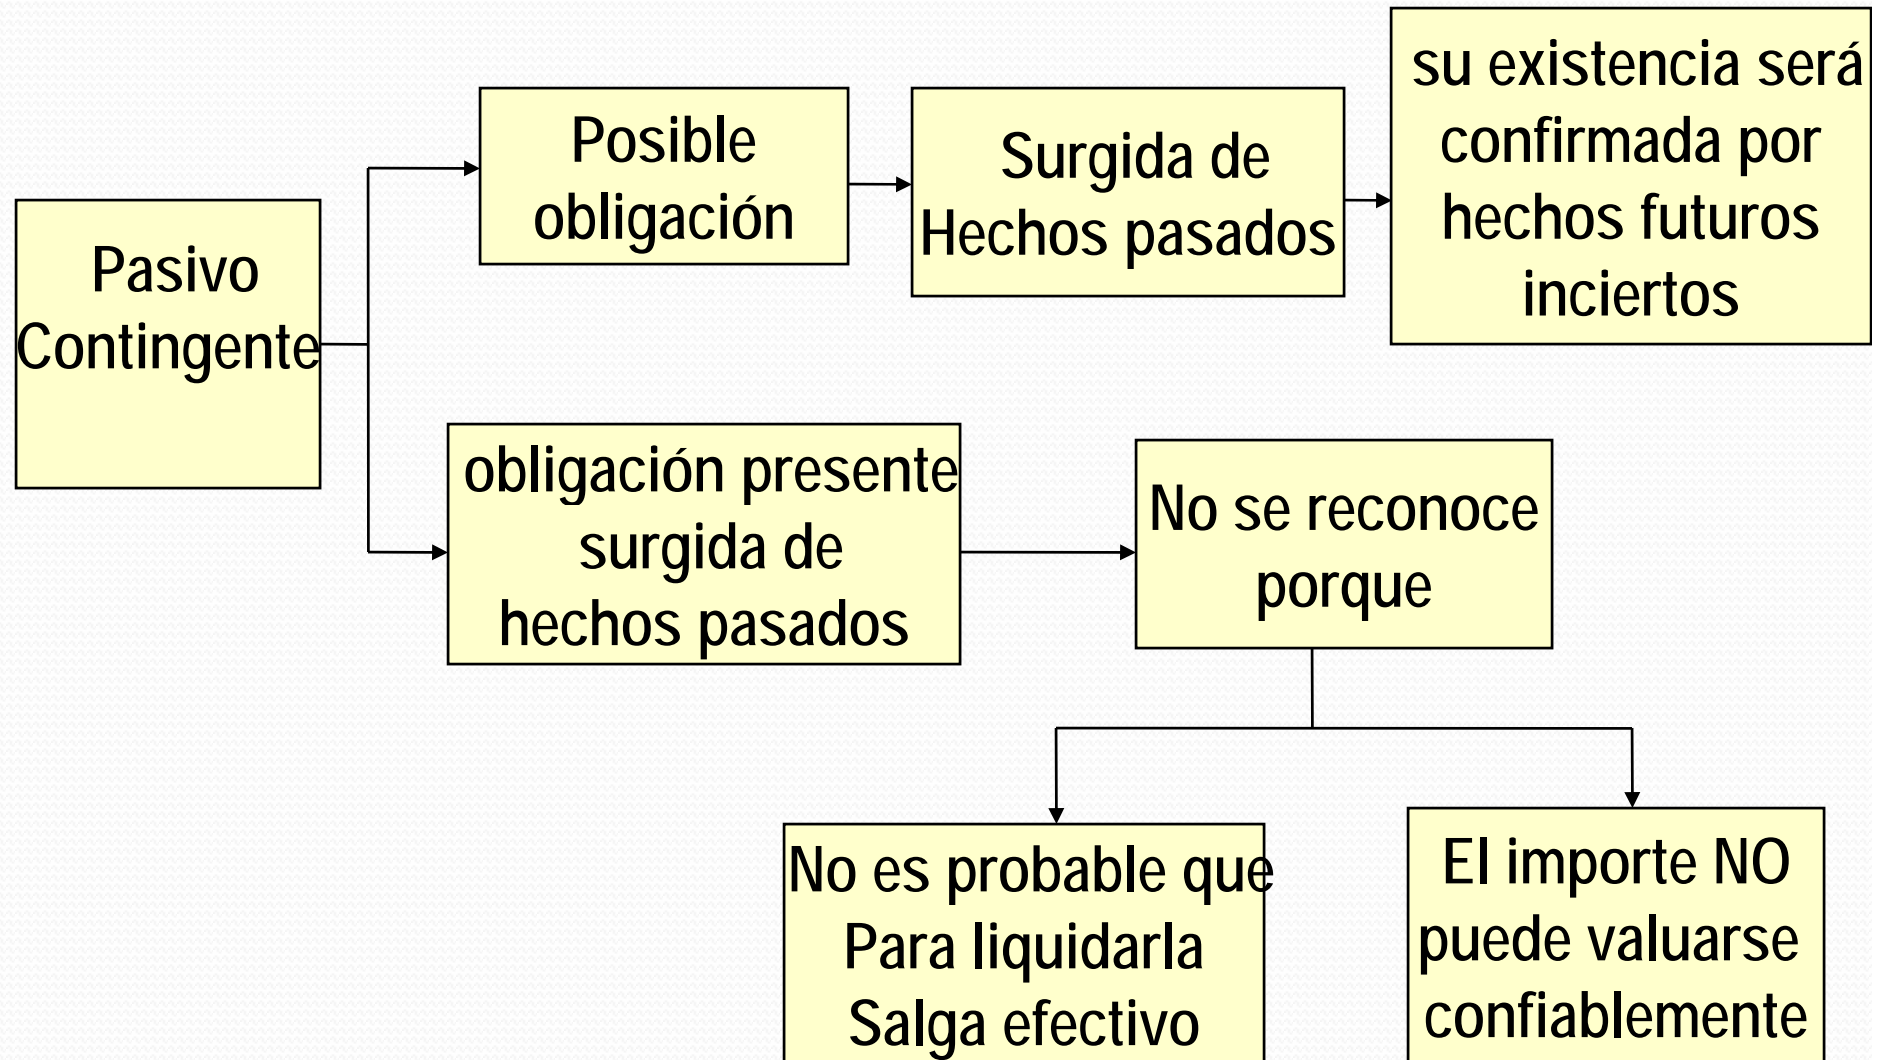 Pasivo
Contingente
Posible
obligación
Surgida de
Hechos pasados
su existencia será
confirmada por
hechos futuros
inciertos
obligación presente
surgida de
hechos pasados
No se reconoce
porque
No es probable que
Para liquidarla
Salga efectivo
El importe NO
puede valuarse
confiablemente